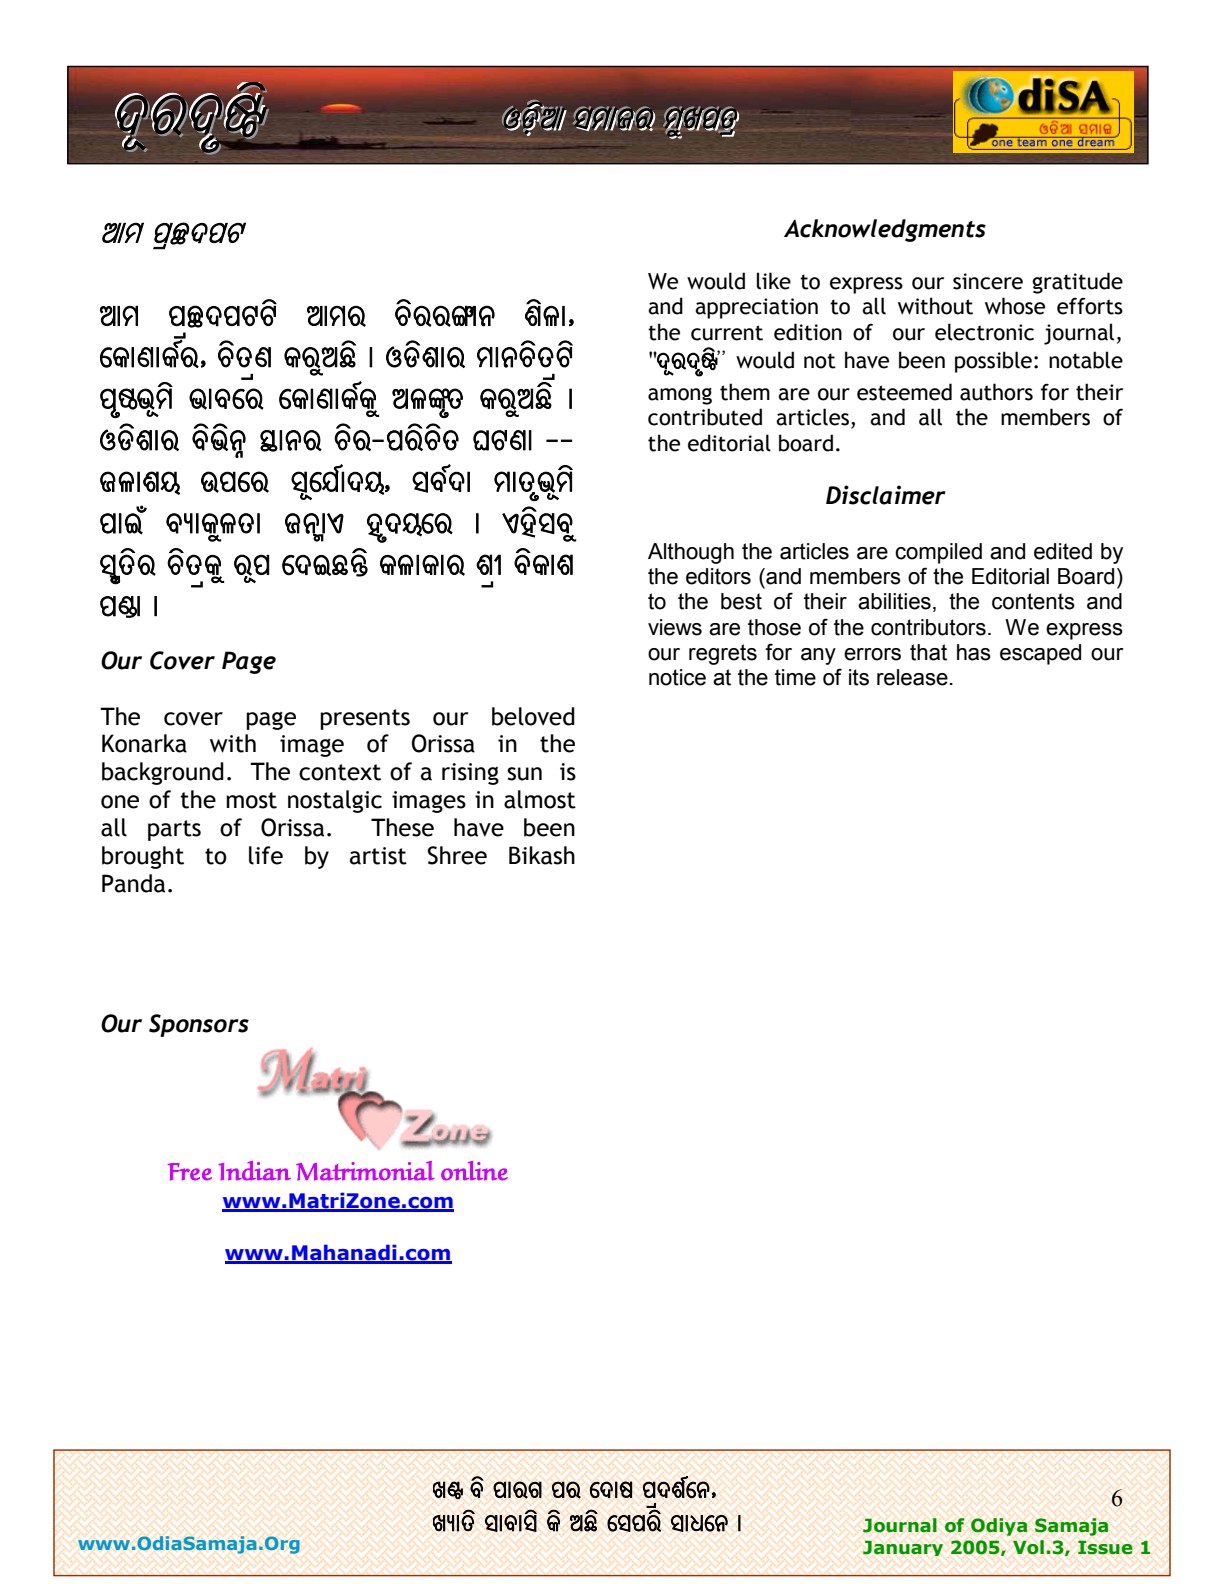 ଦୂରଦୃଷ୍ଟି
ଓଡ଼ିଆ ସମାଜର ମୁଖପତ୍ର
diSA
ଓଡିଆ ସମାଜ
one team one dream
ଆମ ପ୍ରଚ୍ଛଦପଟ
ଆମ ପ୍ରଚ୍ଛଦପଟଟି ଆମର ଚିରରଙ୍ଗୀନ ଶିଳା,
କୋଣାର୍କର, ଚିତ୍ରଣ କରୁଅଛି । ଓଡିଶାର ମାନଚିତ୍ରଟି
ପୃଷ୍ଠଭୂମି ଭାବରେ କୋଣାର୍କକୁ ଅଳଙ୍କୃତ କରୁଅଛି ।
ଓଡିଶାର ବିଭିନ୍ନ ସ୍ଥାନର ଚିର-ପରିଚିତ ଘଟଣା --
ଜଳାଶୟ ଉପରେ ସୂର୍ଯୋଦୟ, ସର୍ବଦା ମାତୃଭୂମି
ପାଇଁ ବ୍ୟାକୁଳତା ଜନ୍ମାଏ ହୃଦୟରେ । ଏହିସବୁ
ସ୍ମୃତିର ଚିତ୍ରକୁ ରୂପ ଦେଇଛନ୍ତି କଳାକାର ଶ୍ରୀ ବିକାଶ
ପଣ୍ଡା ।
Our Cover Page
The cover page presents our beloved
Konarka with image of Orissa in the
background. The context of a rising sun is
one of the most nostalgic images in almost
all parts of Orissa. These have been
brought to life by artist Shree Bikash
Panda.
Our Sponsors
Matri
Zone
Free Indian Matrimonial online
www.MatriZone.com
www.Mahanadi.com
Acknowledgments
We would like to express our sincere gratitude
and appreciation to all without whose efforts
the current edition of our electronic journal,
"ଦୂରଦୃଷ୍ଟି” would not have been possible: notable
among them are our esteemed authors for their
contributed articles, and all the members of
the editorial board.
Disclaimer
Although the articles are compiled and edited by
the editors (and members of the Editorial Board)
to the best of their abilities, the contents and
views are those of the contributors. We express
our regrets for any errors that has escaped our
notice at the time of its release.
ଖଣ୍ଟ ବି ପାରଗ ପର ଦୋଷ ପ୍ରଦର୍ଶନେ,
ଖ୍ୟାତି ସାବାସି କି ଅଛି ସେପରି ସାଧନେ ।
6
www.OdiaSamaja.Org
Journal of Odiya Samaja
January 2005, Vol.3, Issue 1